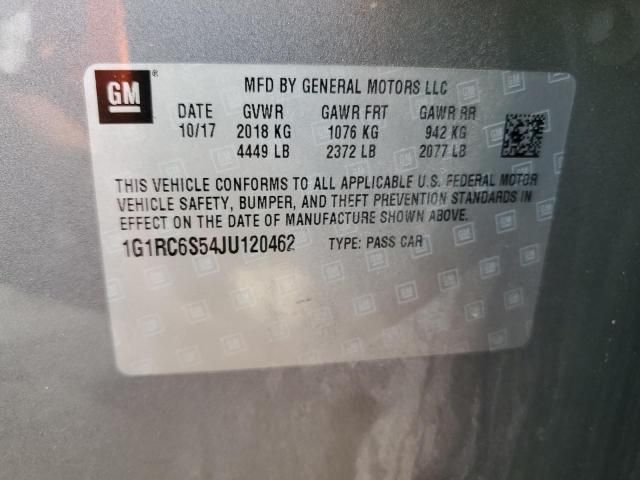 GM
®
MFD BY GENERAL MOTORS LLC
DATE GVWR GAWR FRT GAWR RR
10/17 2018 KG 1076 KG 942 KG
4449 LB 2372 LB 2077 LB
THIS VEHICLE CONFORMS TO ALL APPLICABLE U.S. FEDERAL MOTOR
VEHICLE SAFETY, BUMPER, AND THEFT PREVENTION STANDARDS IN
EFFECT ON THE DATE OF MANUFACTURE SHOWN ABOVE.
1G1RC6S54JU120462 TYPE: PASS CAR